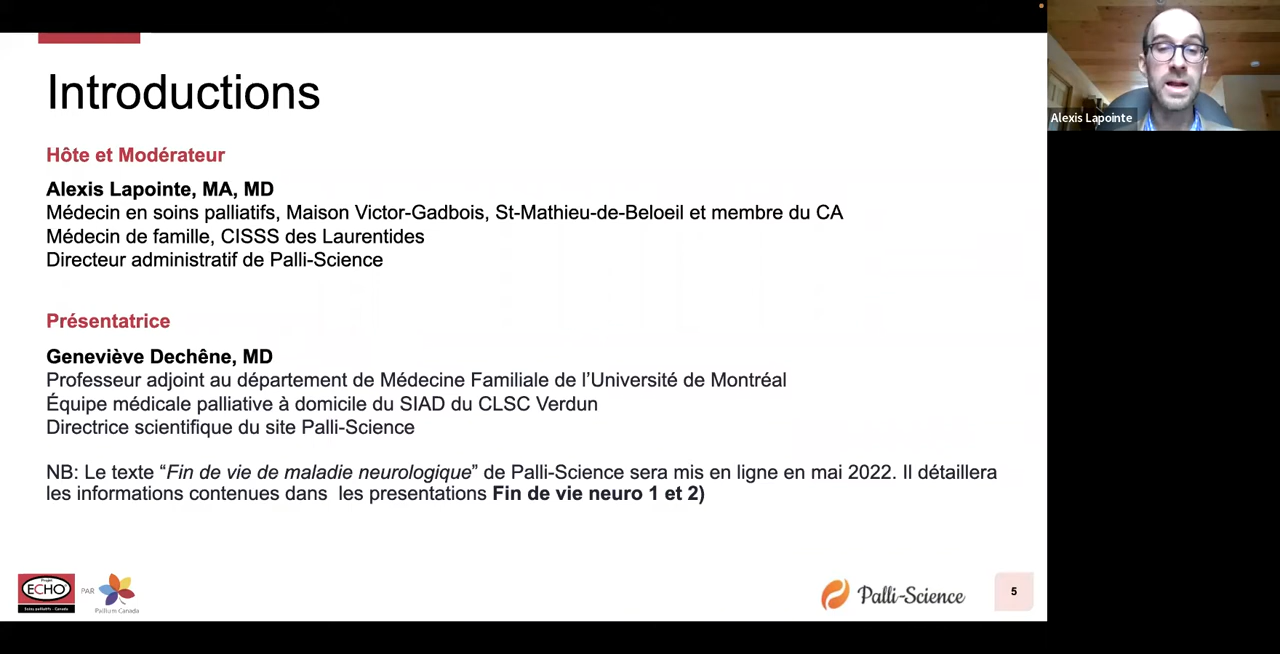 Introductions
Alexis Lapointe
Hôte et Modérateur
Alexis Lapointe, MA, MD
Médecin en soins palliatifs, Maison Victor-Gadbois, St-Mathieu-de-Beloeil et membre du CA
Médecin de famille, CISSS des Laurentides
Directeur administratif de Palli-Science
Présentatrice
Geneviève Dechêne, MD
Professeur adjoint au département de Médecine Familiale de l’Université de Montréal
Équipe médicale palliative à domicile du SIAD du CLSC Verdun
Directrice scientifique du site Palli-Science
NB: Le texte “Fin de vie de maladie neurologique” de Palli-Science sera mis en ligne en mai 2022. Il détaillera
les informations contenues dans les presentations Fin de vie neuro 1 et 2)
Projet
ECHO
Soins palliatifs Canada
PAR
Pallium Canada
Palli-Science
5